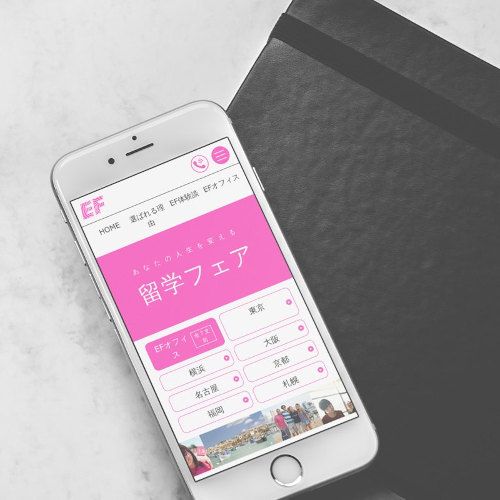 EF
HOME
選ばれる理
由
EF体験談
EFオフィス
あなたの人生を変える
留学フェア
EFオフィ
ス
東京
横浜
大阪
名古屋
京都
福岡
札幌